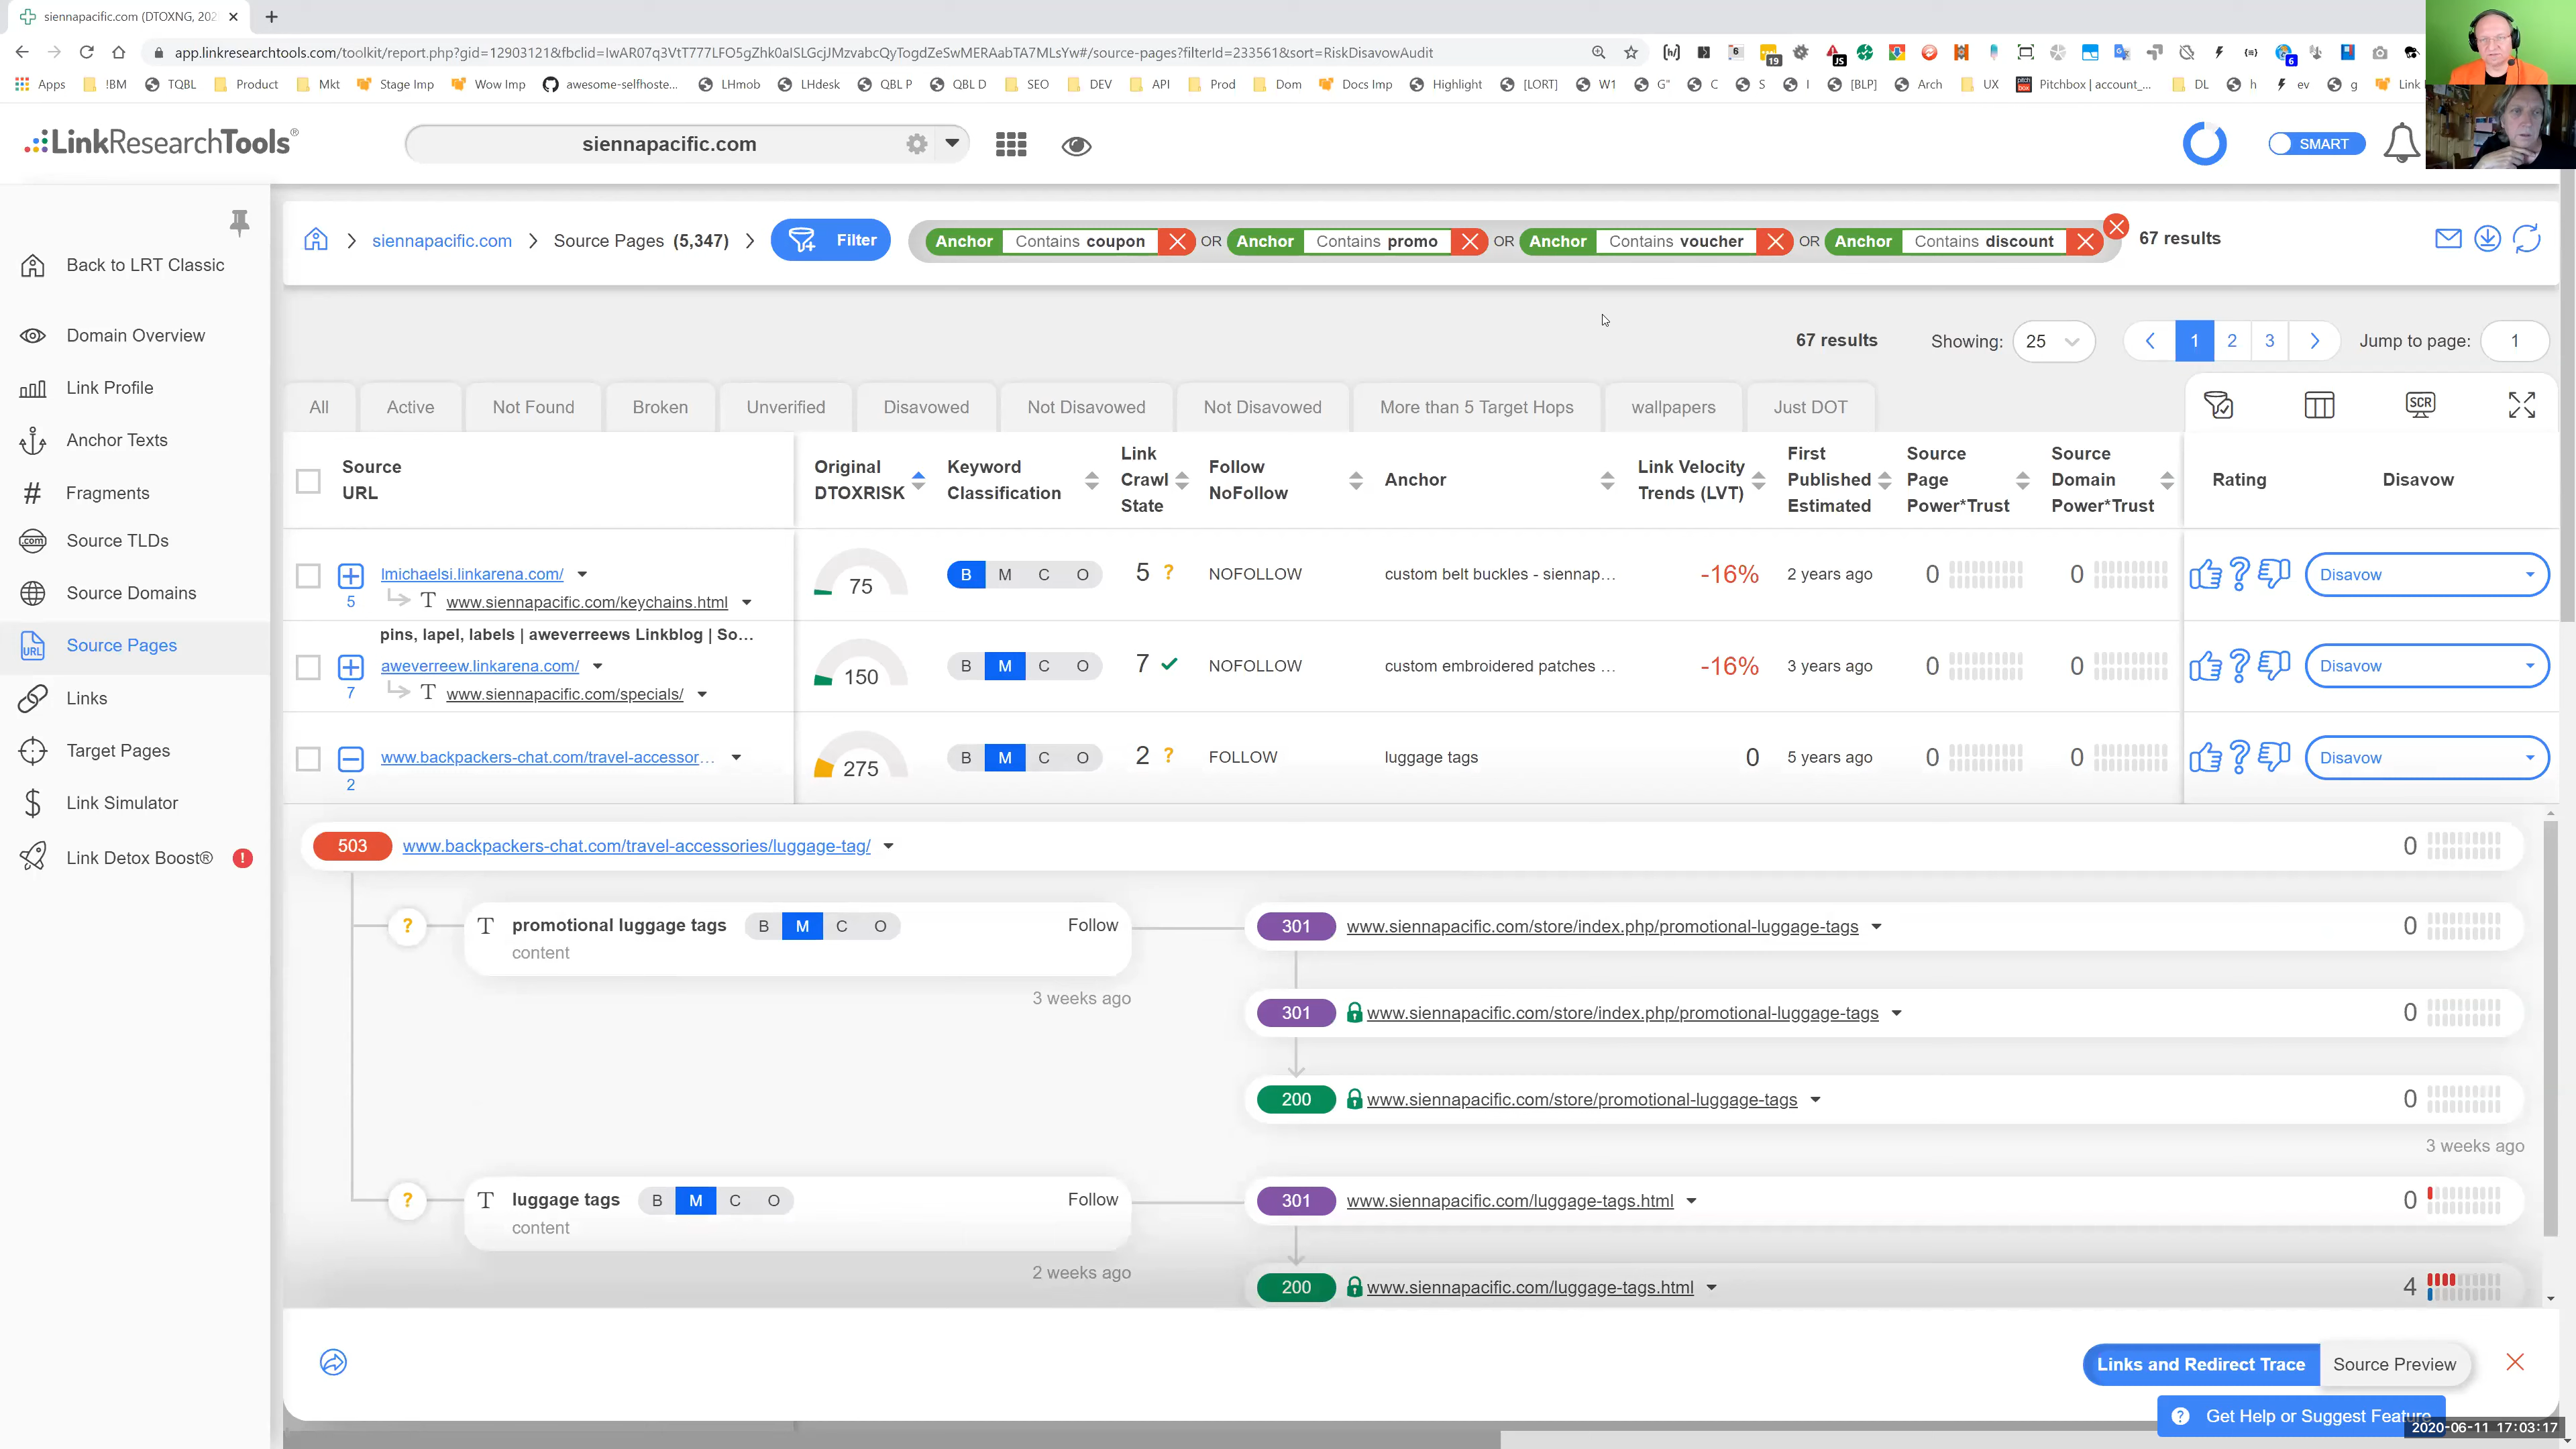 siennapacific.com (DTOXNG, 202
app.linkresearchtools.com/toolkit/report.php?gid=12903121&fbclid=IwAR07q3VtT777LFO5gZhk0aISLGcjJMzvabcQyTogdZeSwMERAabTA7MLsYw#/source-pages?filterId=233561&sort=RiskDisavowAudit
Apps !BM TQBL Product Mkt Stage Imp Wow Imp awesome-selfhoste... LHmob LHdesk QBL P QBL D SEO DEV API Prod Dom Docs Imp Highlight [LORT] W1 G" C S I [BLP] Arch UX Pitchbox | account_... DL h ev g Link
LinkResearchTools®
siennapacific.com
SMART
siennapacific.com
Source Pages (5,347)
Filter
Anchor Contains coupon OR Anchor Contains promo OR Anchor Contains voucher OR Anchor Contains discount
67 results
Back to LRT Classic
Domain Overview
Link Profile
Anchor Texts
Fragments
Source TLDs
Source Domains
Source Pages
Links
Target Pages
Link Simulator
Link Detox Boost® !
67 results Showing: 25 1 2 3 Jump to page: 1
All Active Not Found Broken Unverified Disavowed Not Disavowed Not Disavowed More than 5 Target Hops wallpapers Just DOT
SCR
Source URL
Original DTOXRISK
Keyword Classification
Link Crawl State
Follow NoFollow
Anchor
Link Velocity Trends (LVT)
First Published Estimated
Source Page Power*Trust
Source Domain Power*Trust
Rating
Disavow
lmichaelsi.linkarena.com/ 75 B M C O 5 ? NOFOLLOW custom belt buckles - siennap... -16% 2 years ago 0 0 Disavow
5 T www.siennapacific.com/keychains.html
pins, lapel, labels | aweverreews Linkblog | So...
aweverreew.linkarena.com/ 150 B M C O 7 NOFOLLOW custom embroidered patches ... -16% 3 years ago 0 0 Disavow
7 T www.siennapacific.com/specials/
www.backpackers-chat.com/travel-accessor... 275 B M C O 2 ? FOLLOW luggage tags 0 5 years ago 0 0 Disavow
2
503 www.backpackers-chat.com/travel-accessories/luggage-tag/ 0
? T promotional luggage tags B M C O Follow 301 www.siennapacific.com/store/index.php/promotional-luggage-tags 0
content
3 weeks ago
301 www.siennapacific.com/store/index.php/promotional-luggage-tags 0
200 www.siennapacific.com/store/promotional-luggage-tags 0
3 weeks ago
? T luggage tags B M C O Follow 301 www.siennapacific.com/luggage-tags.html 0
content
2 weeks ago
200 www.siennapacific.com/luggage-tags.html 4
Links and Redirect Trace Source Preview
? Get Help or Suggest Feature
2020-06-11 17:03:17